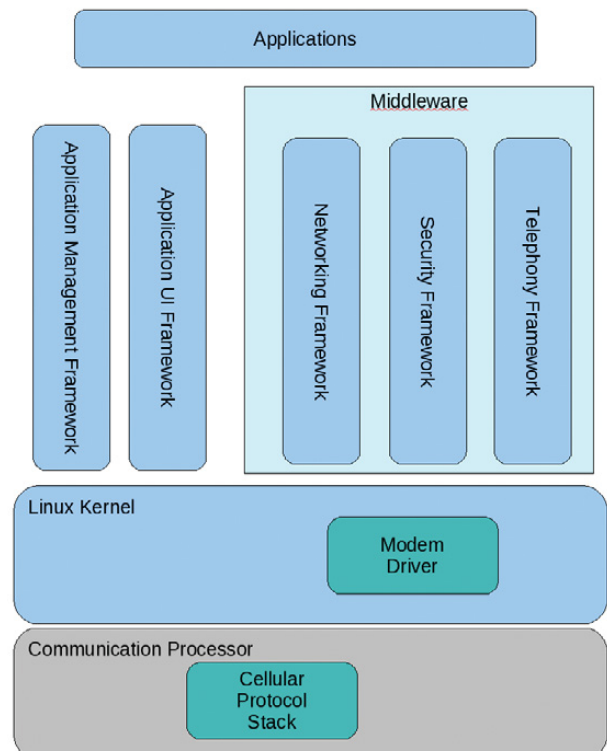 Applications
Middleware
Application Management Framework
Application UI Framework
Networking Framework
Security Framework
Telephony Framework
Linux Kernel
Modem
Driver
Communication Processor
Cellular
Protocol
Stack